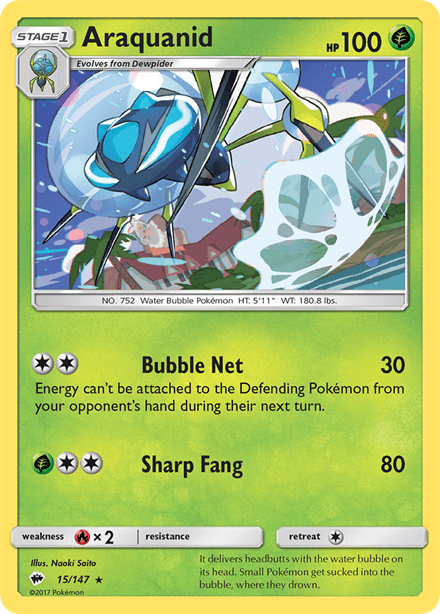 STAGE1
Araquanid
HP 100
Evolves from Dewpider
NO. 752 Water Bubble Pokémon HT: 5'11" WT: 180.8 lbs.
Bubble Net 30
Energy can't be attached to the Defending Pokémon from
your opponent's hand during their next turn.
Sharp Fang 80
weakness ×2 resistance retreat
Illus. Naoki Saito
15/147 ★
©2017 Pokémon
It delivers headbutts with the water bubble on
its head. Small Pokémon get sucked into the
bubble, where they drown.